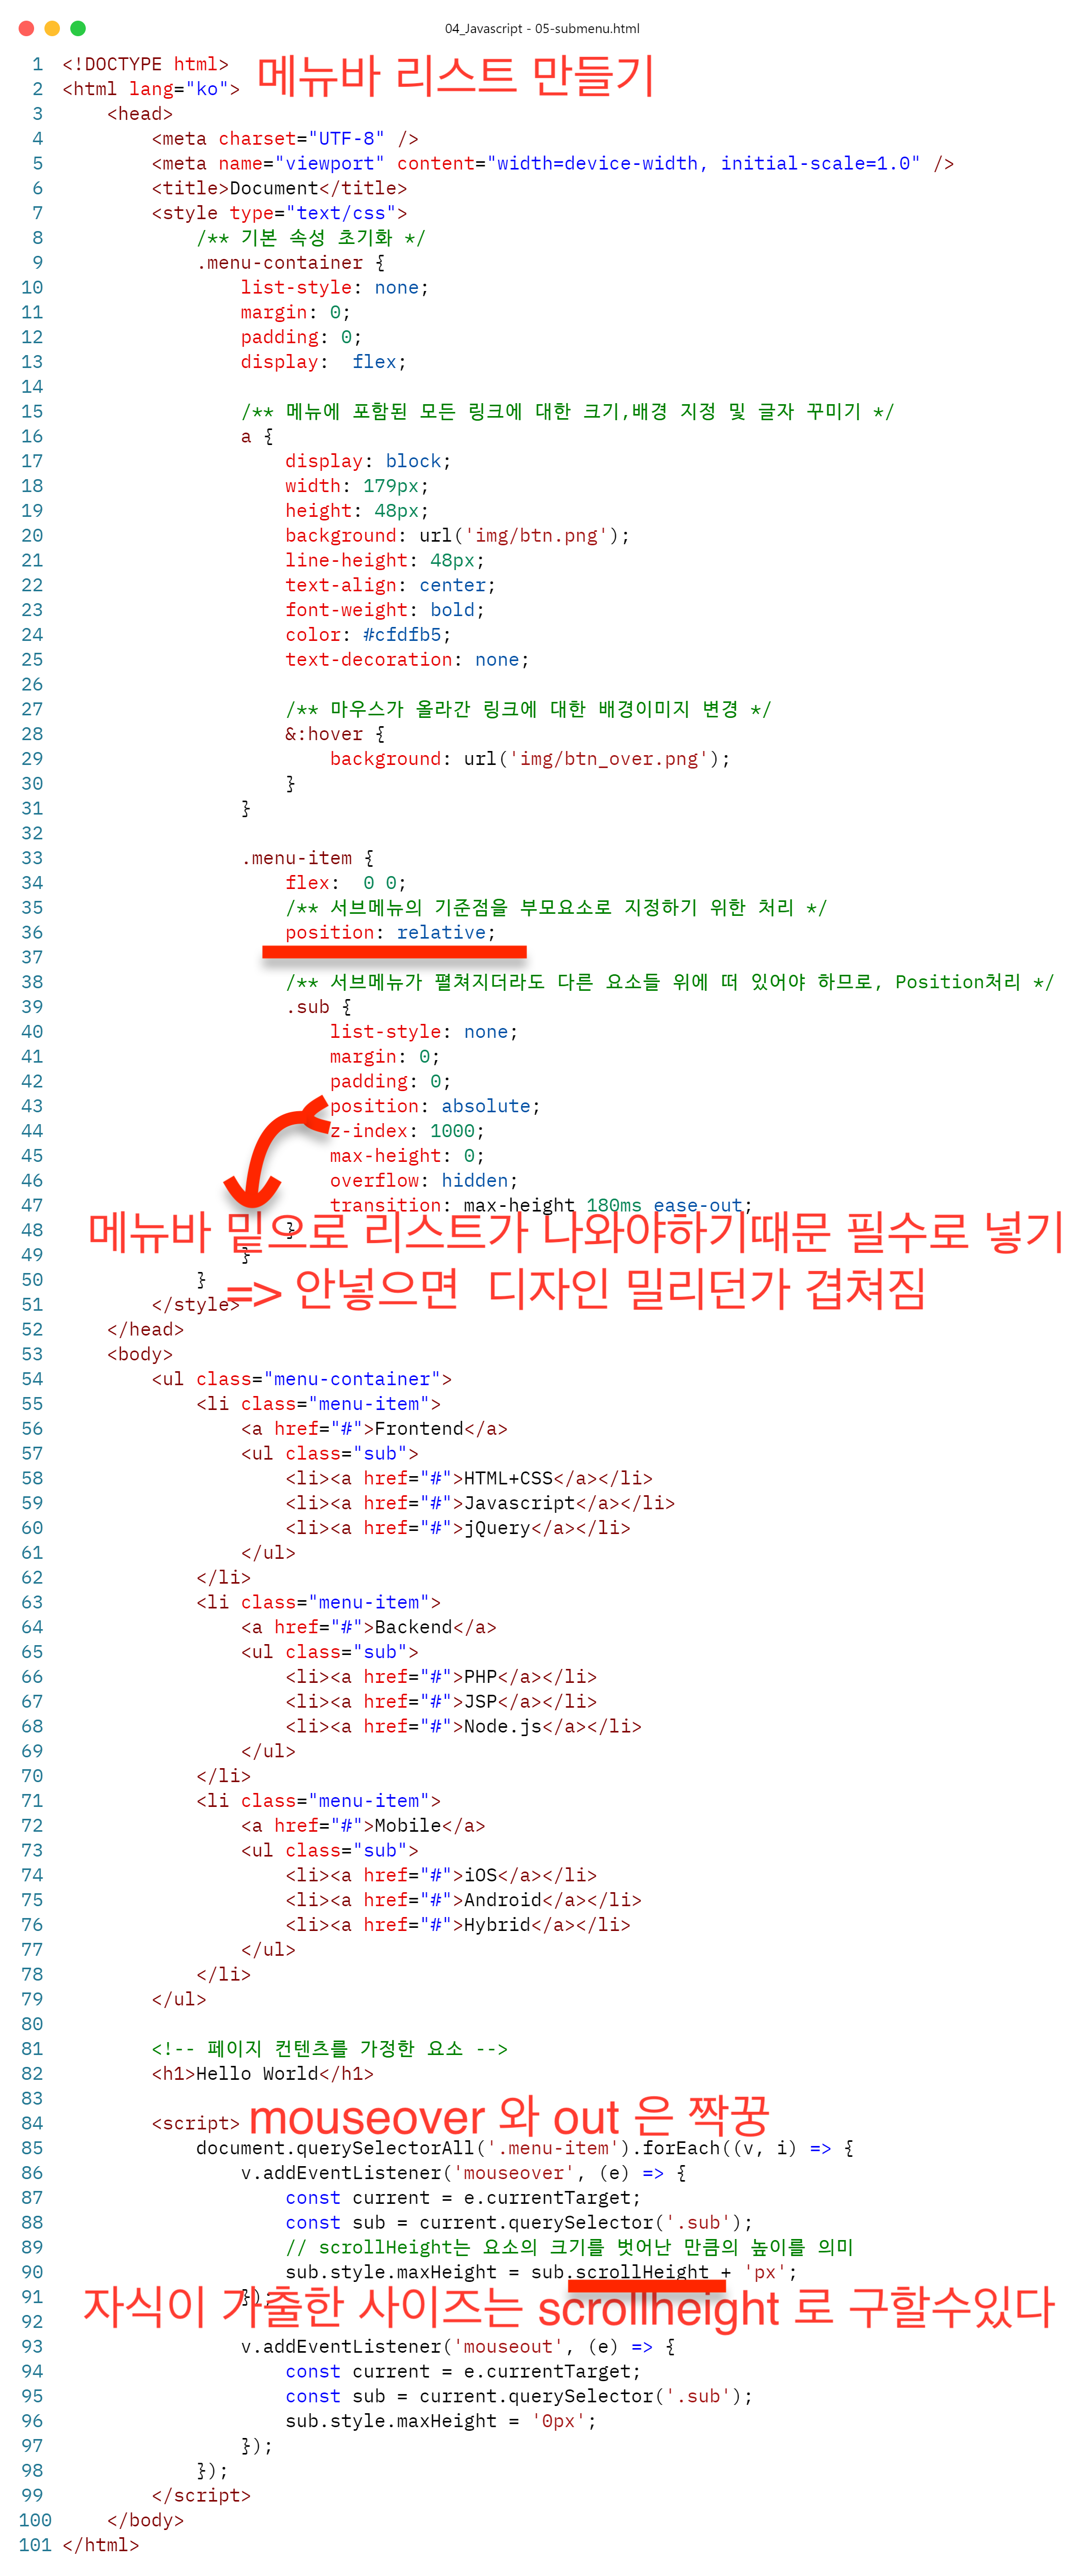 04_Javascript - 05-submenu.html
1 <!DOCTYPE html>
메뉴바 리스트 만들기
2 <html lang="ko">
3 <head>
4 <meta charset="UTF-8" />
5 <meta name="viewport" content="width=device-width, initial-scale=1.0" />
6 <title>Document</title>
7 <style type="text/css">
8 /** 기본 속성 초기화 */
9 .menu-container {
10 list-style: none;
11 margin: 0;
12 padding: 0;
13 display:  flex;
14
15 /** 메뉴에 포함된 모든 링크에 대한 크기,배경 지정 및 글자 꾸미기 */
16 a {
17 display: block;
18 width: 179px;
19 height: 48px;
20 background: url('img/btn.png');
21 line-height: 48px;
22 text-align: center;
23 font-weight: bold;
24 color: #cfdfb5;
25 text-decoration: none;
26
27 /** 마우스가 올라간 링크에 대한 배경이미지 변경 */
28 &:hover {
29 background: url('img/btn_over.png');
30 }
31 }
32
33 .menu-item {
34 flex:  0 0;
35 /** 서브메뉴의 기준점을 부모요소로 지정하기 위한 처리 */
36 position: relative;
37
38 /** 서브메뉴가 펼쳐지더라도 다른 요소들 위에 떠 있어야 하므로, Position처리 */
39 .sub {
40 list-style: none;
41 margin: 0;
42 padding: 0;
43 position: absolute;
44 z-index: 1000;
45 max-height: 0;
46 overflow: hidden;
47 transition: max-height 180ms ease-out;
48 }
메뉴바 밑으로 리스트가 나와야하기때문 필수로 넣기
49 }
50 }
=> 안넣으면 디자인 밀리던가 겹쳐짐
51 </style>
52 </head>
53 <body>
54 <ul class="menu-container">
55 <li class="menu-item">
56 <a href="#">Frontend</a>
57 <ul class="sub">
58 <li><a href="#">HTML+CSS</a></li>
59 <li><a href="#">Javascript</a></li>
60 <li><a href="#">jQuery</a></li>
61 </ul>
62 </li>
63 <li class="menu-item">
64 <a href="#">Backend</a>
65 <ul class="sub">
66 <li><a href="#">PHP</a></li>
67 <li><a href="#">JSP</a></li>
68 <li><a href="#">Node.js</a></li>
69 </ul>
70 </li>
71 <li class="menu-item">
72 <a href="#">Mobile</a>
73 <ul class="sub">
74 <li><a href="#">iOS</a></li>
75 <li><a href="#">Android</a></li>
76 <li><a href="#">Hybrid</a></li>
77 </ul>
78 </li>
79 </ul>
80
81 <!-- 페이지 컨텐츠를 가정한 요소 -->
82 <h1>Hello World</h1>
83
84 <script>
mouseover 와 out 은 짝꿍
85 document.querySelectorAll('.menu-item').forEach((v, i) => {
86 v.addEventListener('mouseover', (e) => {
87 const current = e.currentTarget;
88 const sub = current.querySelector('.sub');
89 // scrollHeight는 요소의 크기를 벗어난 만큼의 높이를 의미
90 sub.style.maxHeight = sub.scrollHeight + 'px';
91 });
자식이 가출한 사이즈는 scrollheight 로 구할수있다
92
93 v.addEventListener('mouseout', (e) => {
94 const current = e.currentTarget;
95 const sub = current.querySelector('.sub');
96 sub.style.maxHeight = '0px';
97 });
98 });
99 </script>
100 </body>
101 </html>